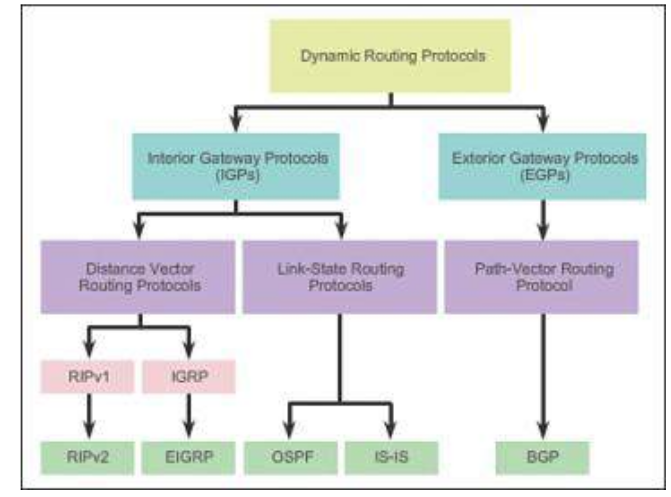 Dynamic Routing Protocols
Interior Gateway Protocols
(IGPs)
Exterior Gateway Protocols
(EGPs)
Distance Vector
Routing Protocols
Link-State Routing
Protocols
Path-Vector Routing
Protocol
RIPv1
IGRP
RIPv2
EIGRP
OSPF
IS-IS
BGP